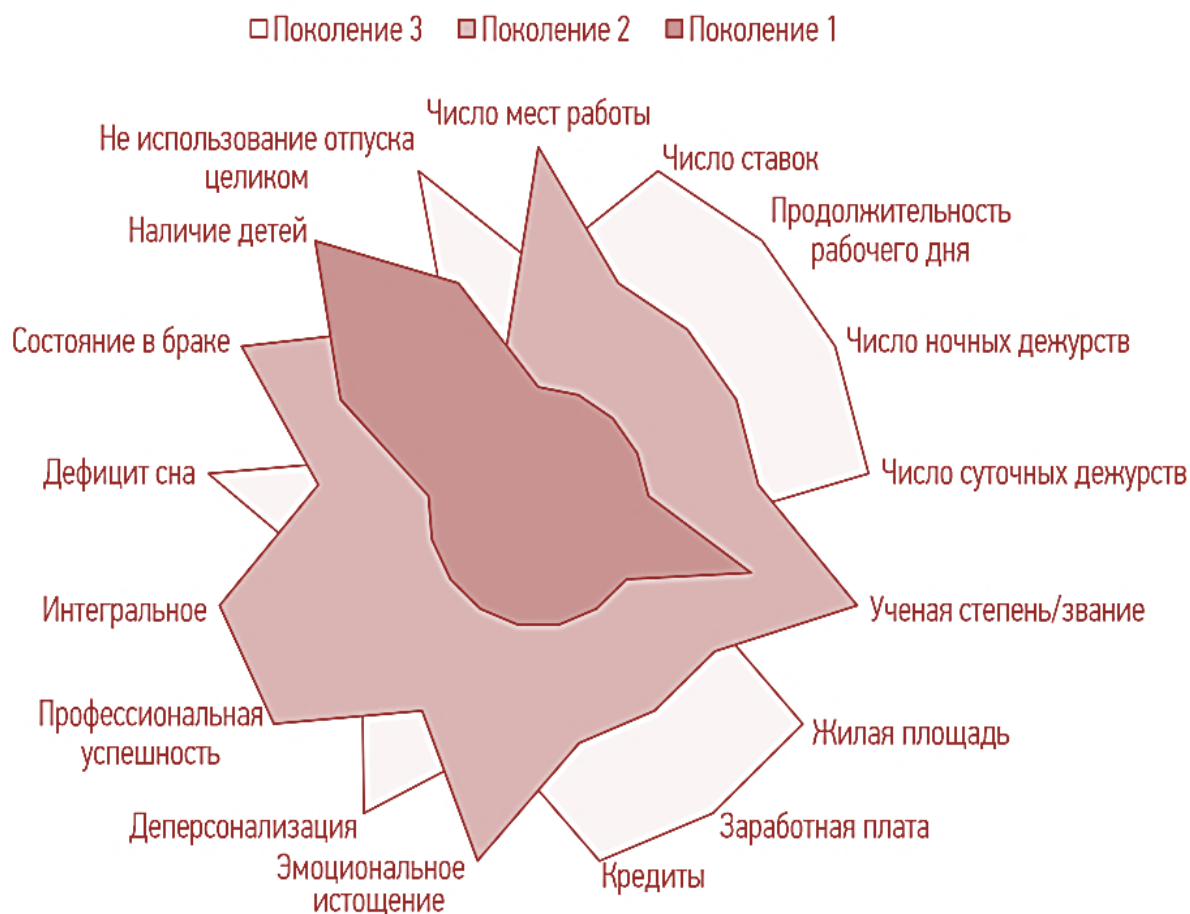 Поколение 3 Поколение 2 Поколение 1
Число мест работы
Не использование отпуска
целиком
Число ставок
Наличие детей
Продолжительность
рабочего дня
Состояние в браке
Число ночных дежурств
Дефицит сна
Число суточных дежурств
Интегральное
Ученая степень/звание
Профессиональная
успешность
Жилая площадь
Деперсонализация
Заработная плата
Эмоциональное
истощение
Кредиты